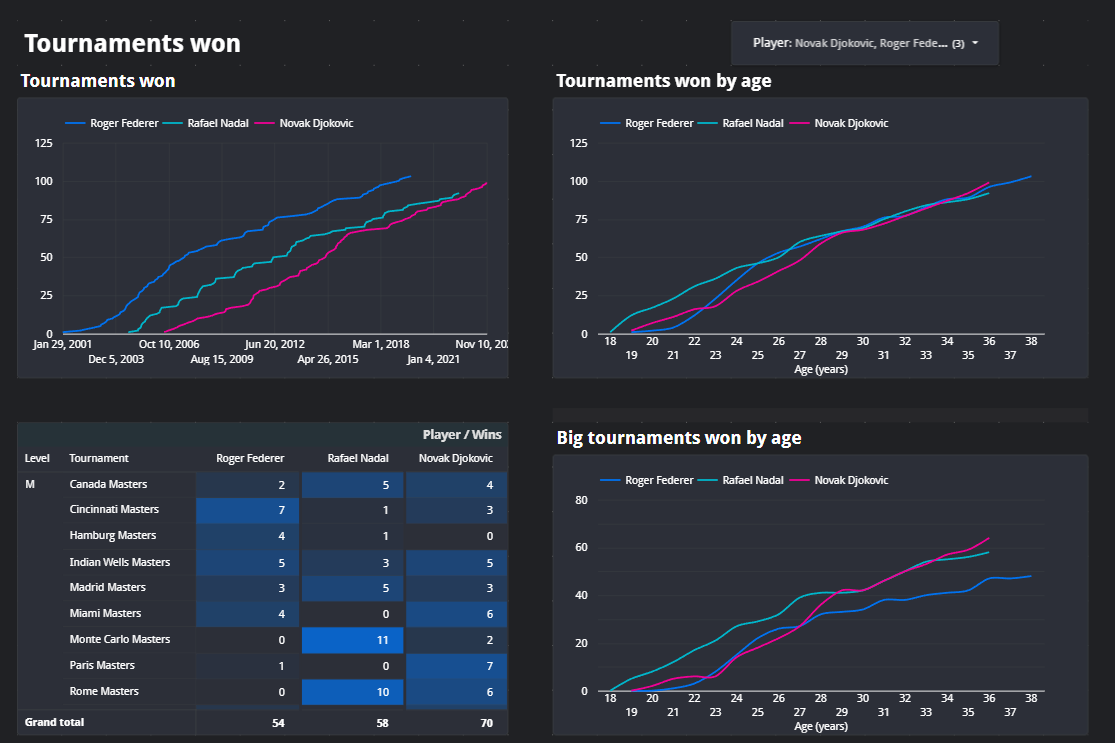 Tournaments won
Player: Novak Djokovic, Roger Fede... (3)
Tournaments won
Roger Federer Rafael Nadal Novak Djokovic
125
100
75
50
25
0
Jan 29, 2001 Oct 10, 2006 Jun 20, 2012 Mar 1, 2018 Nov 10, 20
Dec 5, 2003 Aug 15, 2009 Apr 26, 2015 Jan 4, 2021
Tournaments won by age
Roger Federer Rafael Nadal Novak Djokovic
125
100
75
50
25
0
18 20 22 24 26 28 30 32 34 36 38
19 21 23 25 27 29 31 33 35 37
Age (years)
Player / Wins
Level Tournament Roger Federer Rafael Nadal Novak Djokovic
M Canada Masters 2 5 4
Cincinnati Masters 7 1 3
Hamburg Masters 4 1 0
Indian Wells Masters 5 3 5
Madrid Masters 3 5 3
Miami Masters 4 0 6
Monte Carlo Masters 0 11 2
Paris Masters 1 0 7
Rome Masters 0 10 6
Grand total 54 58 70
Big tournaments won by age
Roger Federer Rafael Nadal Novak Djokovic
80
60
40
20
0
18 20 22 24 26 28 30 32 34 36 38
19 21 23 25 27 29 31 33 35 37
Age (years)